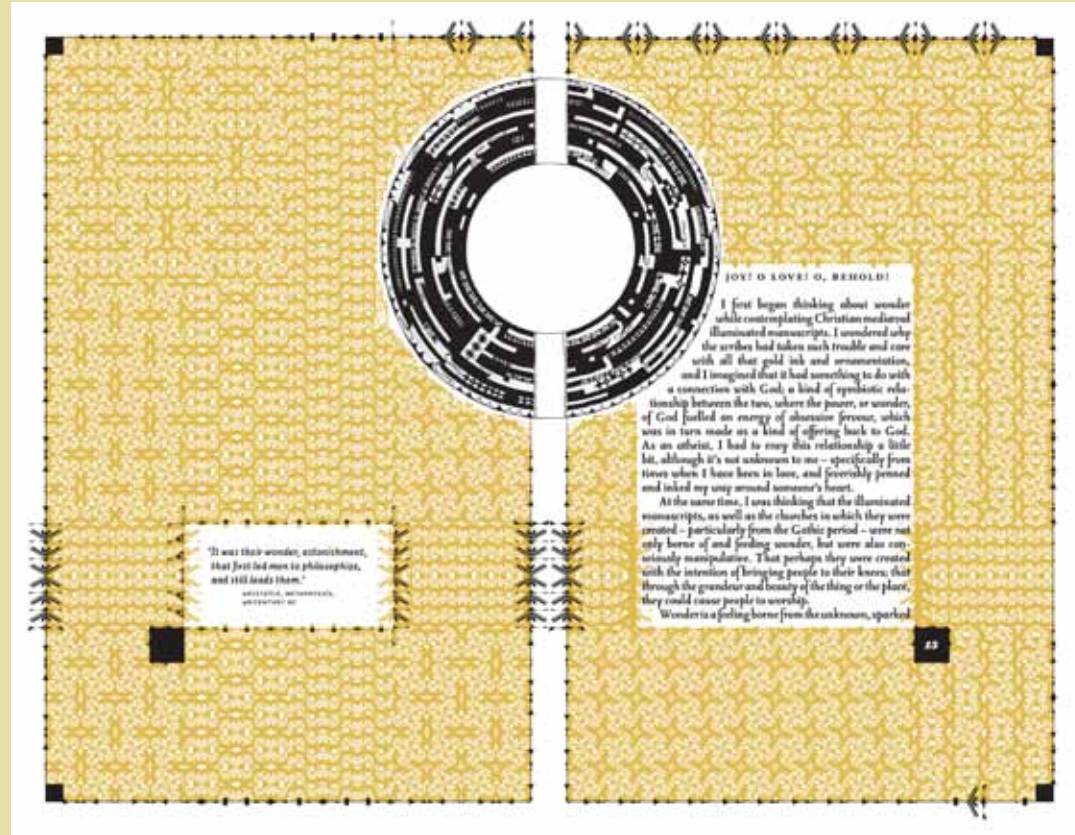 "It was their wonder, astonishment,
that first led men to philosophize,
and still leads them."
ARISTOTLE, METAPHYSICS,
JOY! O LOVE! O, BEHOLD!
I first began thinking about wonder
while contemplating Christian mediæval
illuminated manuscripts. I wondered why
the scribes had taken such trouble and care
with all that gold ink and ornamentation,
and I imagined that it had something to do with
a connection with God; a kind of symbiotic rela-
tionship between the two, where the power, or wonder,
of God fuelled an energy of obsessive fervour, which
was in turn made as a kind of offering back to God.
As an atheist, I had to envy this relationship a little
bit, although it's not unknown to me – specifically from
times when I have been in love, and feverishly penned
and inked my way around someone's heart.
At the same time, I was thinking that the illuminated
manuscripts, as well as the churches in which they were
created – particularly from the Gothic period – were not
only borne of and feeding wonder, but were also con-
sciously manipulative. That perhaps they were created
with the intention of bringing people to their knees; that
through the grandeur and beauty of the thing or the place,
they could cause people to worship.
Wonder is a feeling borne from the unknown, sparked
23